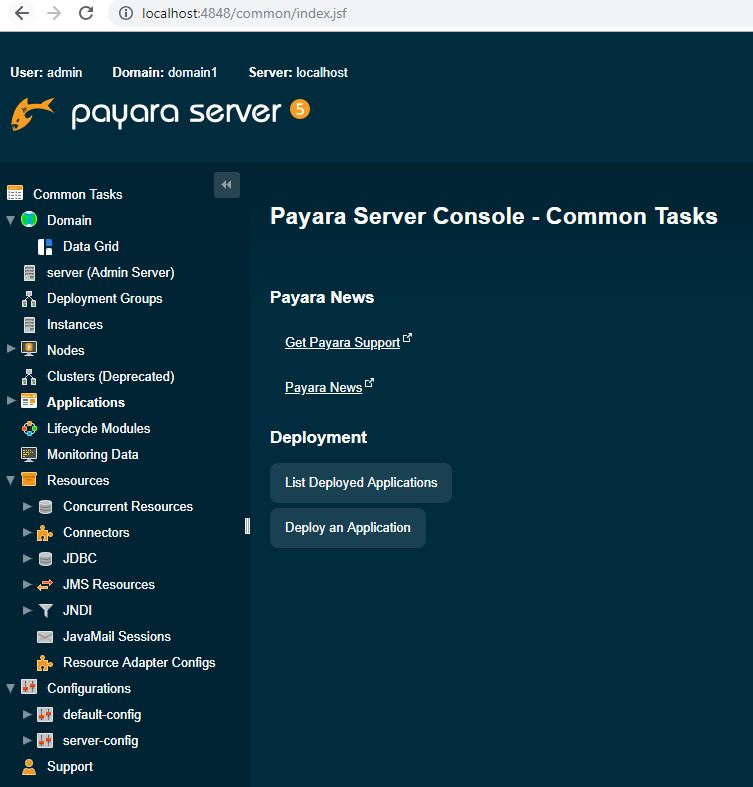 localhost:4848/common/index.jsf
User: admin Domain: domain1 Server: localhost
payara server 5
Common Tasks
Domain
Data Grid
server (Admin Server)
Deployment Groups
Instances
Nodes
Clusters (Deprecated)
Applications
Lifecycle Modules
Monitoring Data
Resources
Concurrent Resources
Connectors
JDBC
JMS Resources
JNDI
JavaMail Sessions
Resource Adapter Configs
Configurations
default-config
server-config
Support
Payara Server Console - Common Tasks
Payara News
Get Payara Support
Payara News
Deployment
List Deployed Applications
Deploy an Application